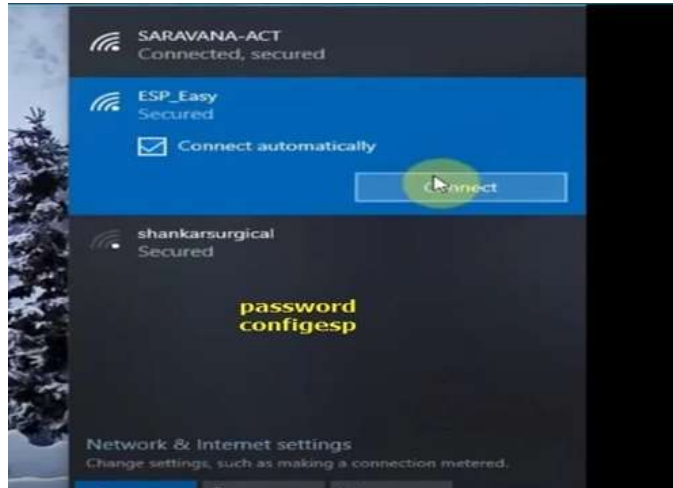 SARAVANA-ACT
Connected, secured
ESP_Easy
Secured
Connect automatically
Connect
shankarsurgical
Secured
password
configesp
Network & Internet settings
Change settings, such as making a connection metered.